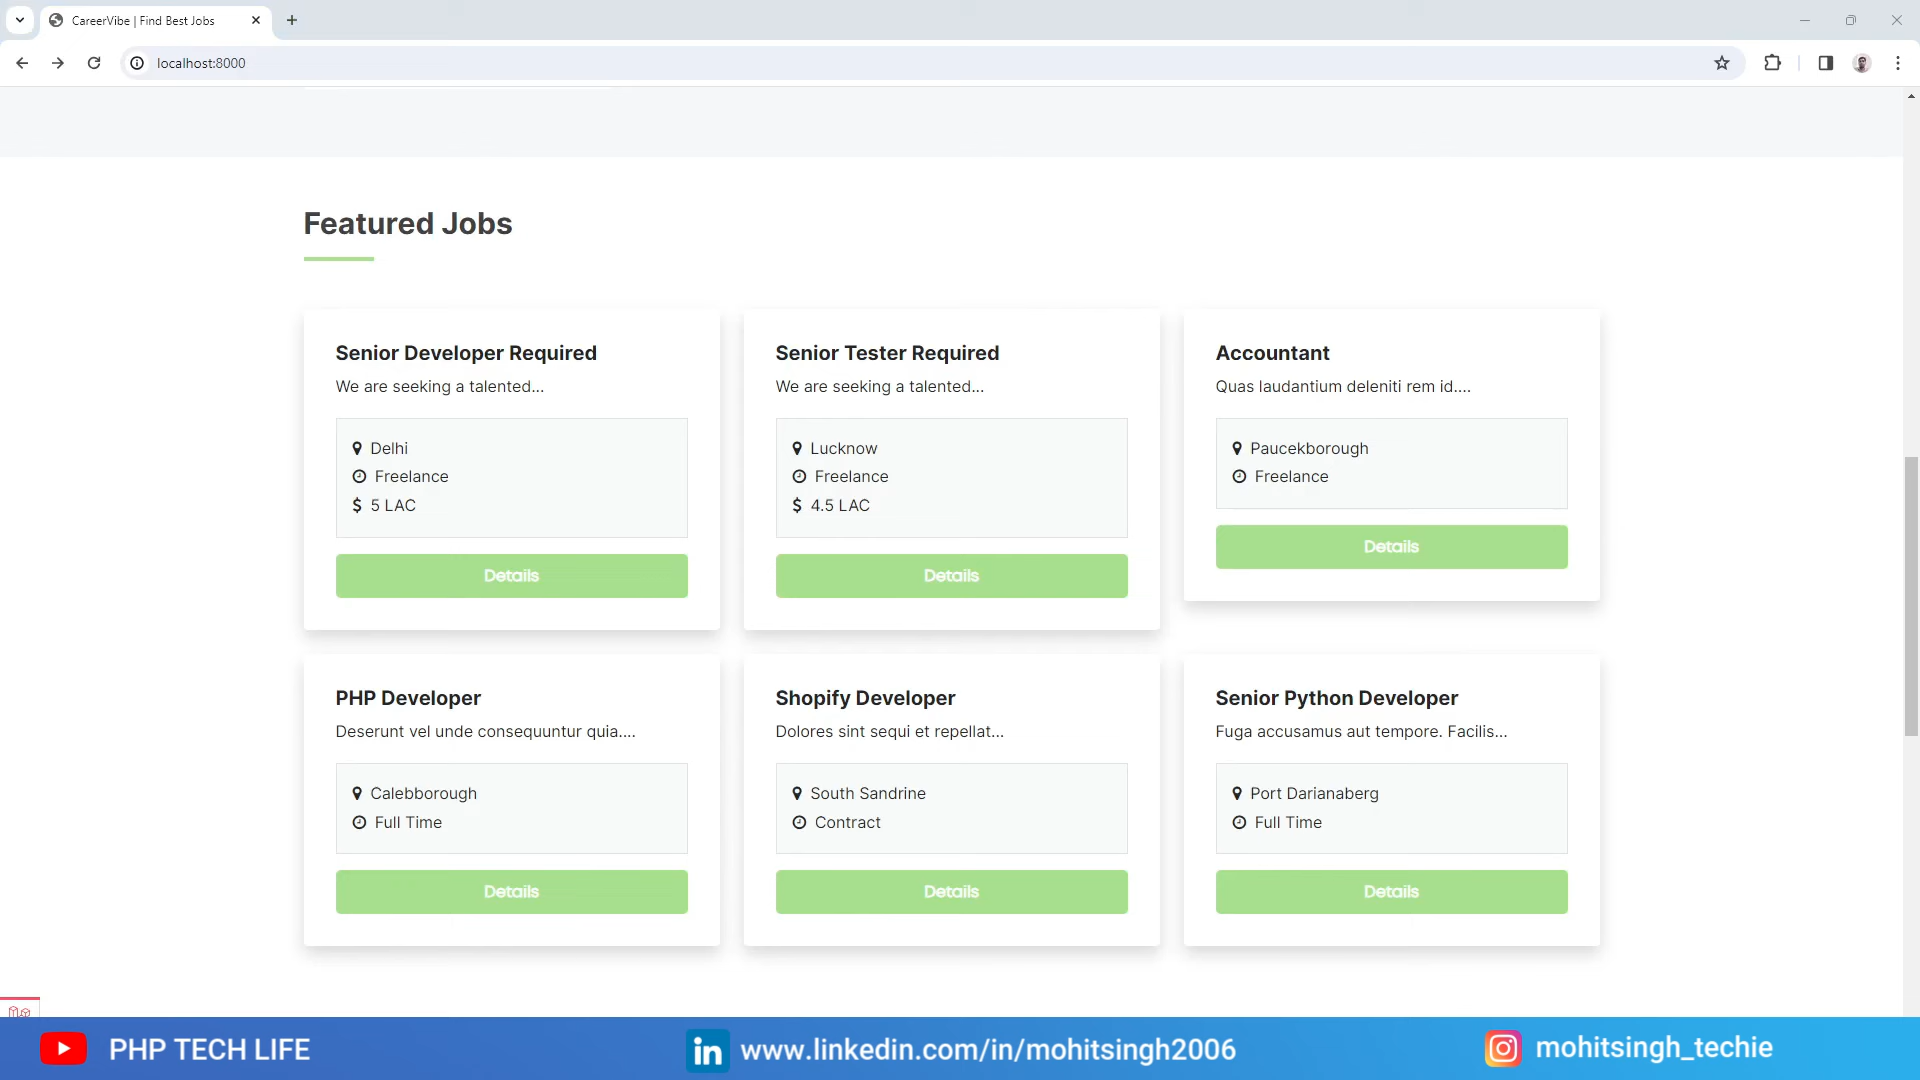 CareerVibe | Find Best Jobs
localhost:8000
Featured Jobs
Senior Developer Required
We are seeking a talented...
Delhi
Freelance
$ 5 LAC
Details
Senior Tester Required
We are seeking a talented...
Lucknow
Freelance
$ 4.5 LAC
Details
Accountant
Quas laudantium deleniti rem id....
Paucekborough
Freelance
Details
PHP Developer
Deserunt vel unde consequuntur quia....
Calebborough
Full Time
Details
Shopify Developer
Dolores sint sequi et repellat...
South Sandrine
Contract
Details
Senior Python Developer
Fuga accusamus aut tempore. Facilis...
Port Darianaberg
Full Time
Details
PHP TECH LIFE
in www.linkedin.com/in/mohitsingh2006
mohitsingh_techie